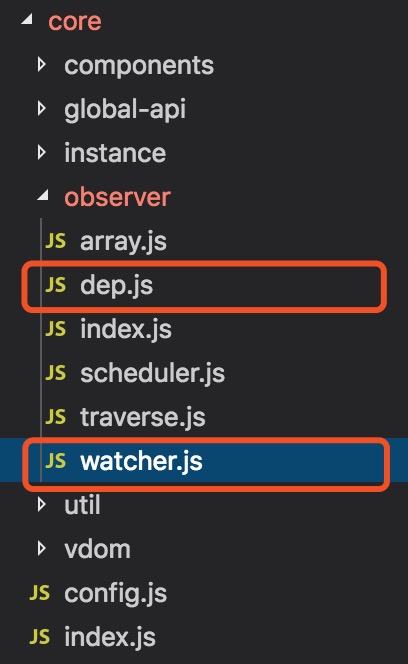 core
components
global-api
instance
observer
JS array.js
JS dep.js
JS index.js
JS scheduler.js
JS traverse.js
JS watcher.js
util
vdom
JS config.js
JS index.js